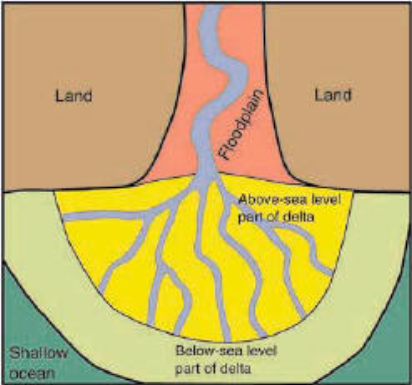 Land
Land
Floodplain
Above-sea level
part of delta
Below-sea level
part of delta
Shallow
ocean